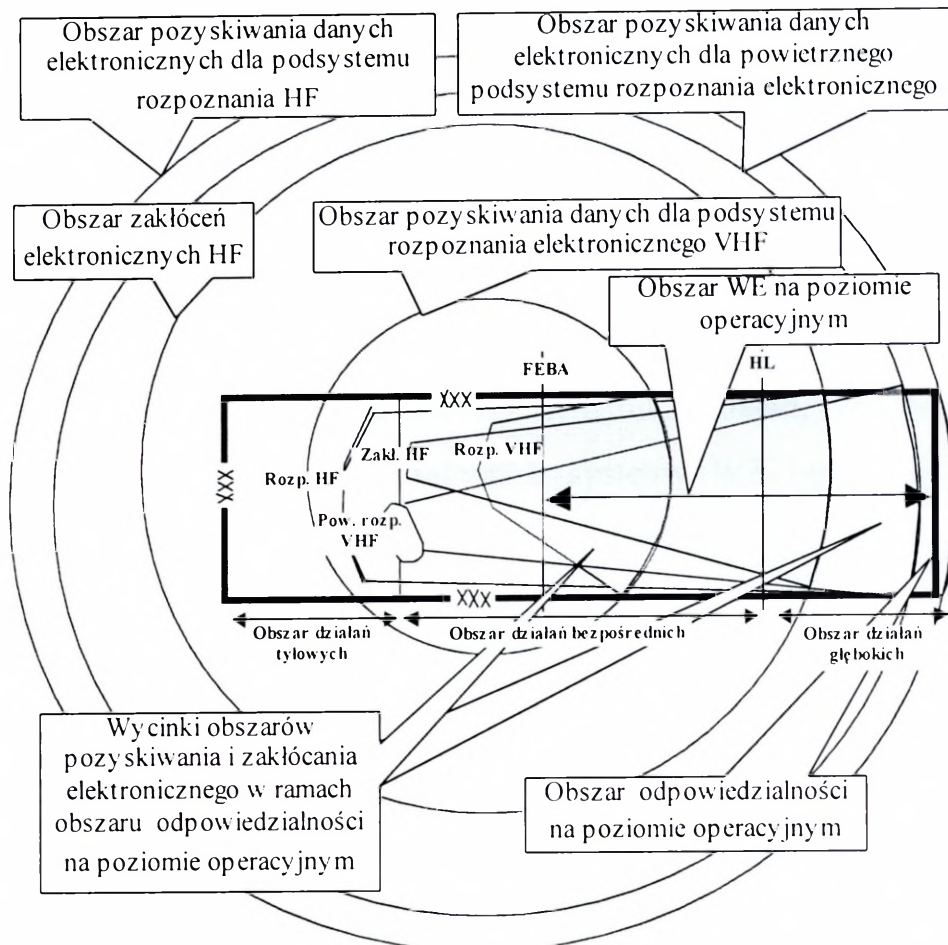 Obszar pozyskiwania danych
elektronicznych dla podsystemu
rozpoznania HF
Obszar pozyskiwania danych
elektronicznych dla powietrznego
podsystemu rozpoznania elektronicznego
Obszar zakłóceń
elektronicznych HF
Obszar pozyskiwania danych dla podsystemu
rozpoznania elektronicznego VHF
Obszar WE na poziomie
operacyjnym
FEBA
HL
XXX
Zakł. HF
Rozp. VHF
Rozp. HF
XXX
Pow. rozp.
VHF
XXX
Obszar działań
tyłowych
Obszar działań bezpośrednich
Obszar działań
głębokich
Wycinki obszarów
pozyskiwania i zakłócania
elektronicznego w ramach
obszaru odpowiedzialności
na poziomie operacyjnym
Obszar odpowiedzialności
na poziomie operacyjnym